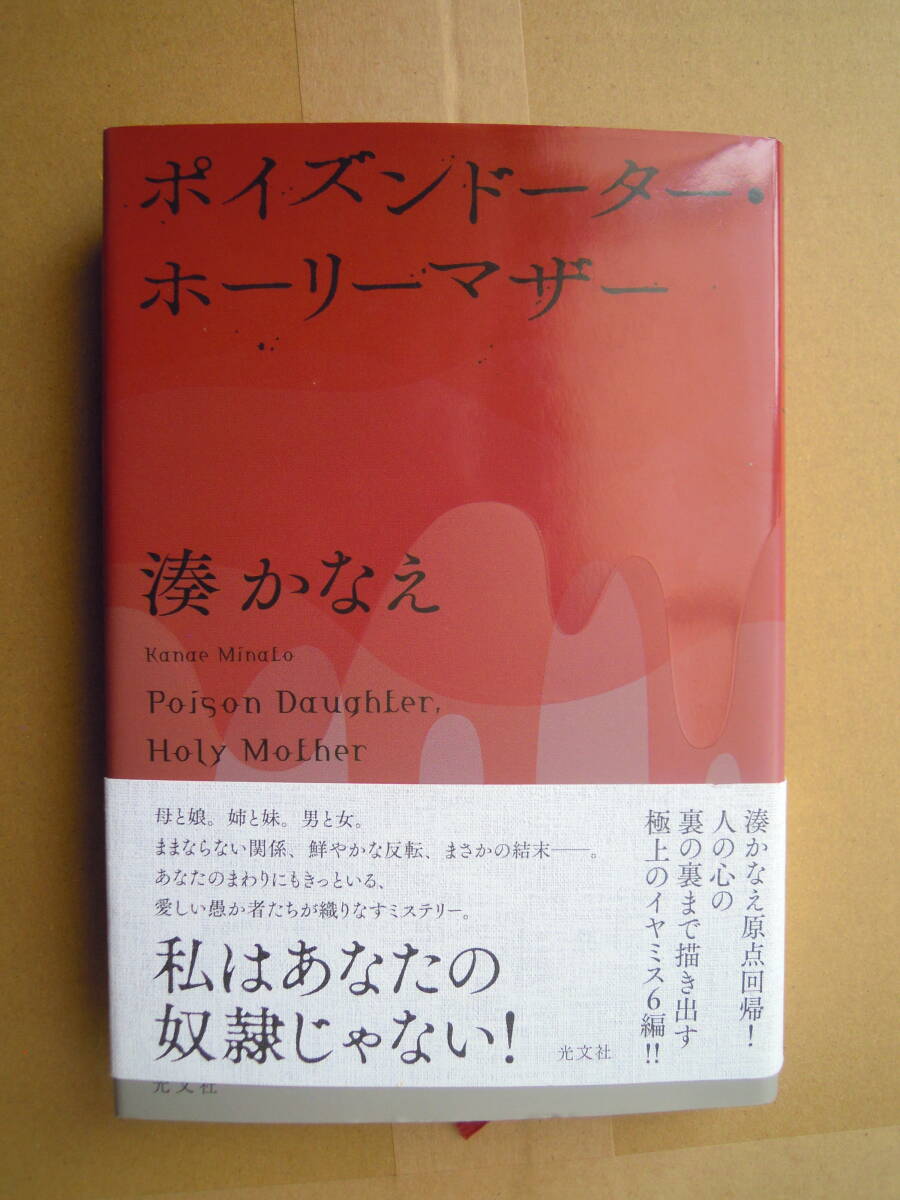 ポイズンドーター・
ホーリーマザー
湊 かなえ
Kanae Minato
Poison Daughter,
Holy Mother
母と娘。姉と妹。男と女。
ままならない関係、鮮やかな反転、まさかの結末――。
あなたのまわりにもきっといる、
愛しい愚か者たちが織りなすミステリー。
私はあなたの
奴隷じゃない!
湊かなえ原点回帰!
人の心の
裏の裏まで描き出す
極上のイヤミス6編!!
光文社
光文社